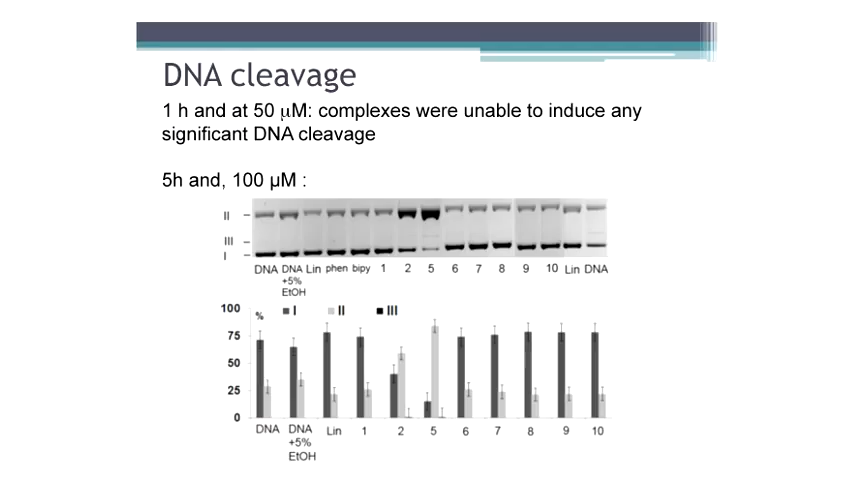 DNA cleavage
1 h and at 50 μM: complexes were unable to induce any
significant DNA cleavage
5h and, 100 μM :
II
III
I
DNA DNA Lin phen bipy 1 2 5 6 7 8 9 10 Lin DNA
+5%
EtOH
100 % I II III
75
50
25
0
DNA DNA Lin 1 2 5 6 7 8 9 10
+5%
EtOH